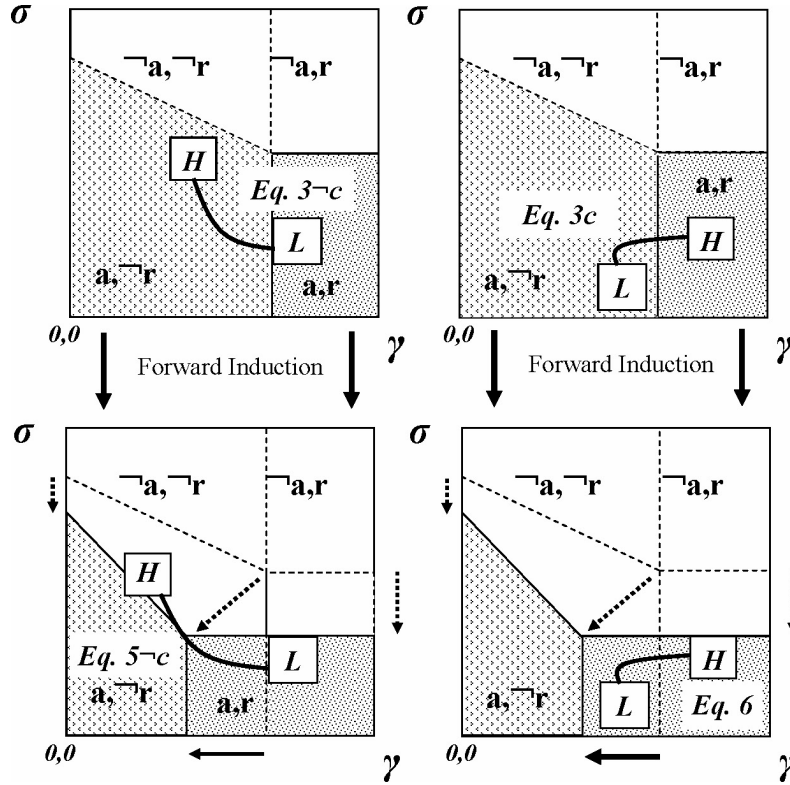 σ
¬a,¬r
¬a,r
H
Eq. 3¬c
L
a,¬r
a,r
0,0
γ
σ
¬a,¬r
¬a,r
a,r
Eq. 3c
H
a,¬r
L
0,0
γ
Forward Induction
Forward Induction
σ
¬a,¬r
¬a,r
H
Eq. 5¬c
L
a,¬r
a,r
0,0
γ
σ
¬a,¬r
¬a,r
H
a,¬r
L
Eq. 6
0,0
γ